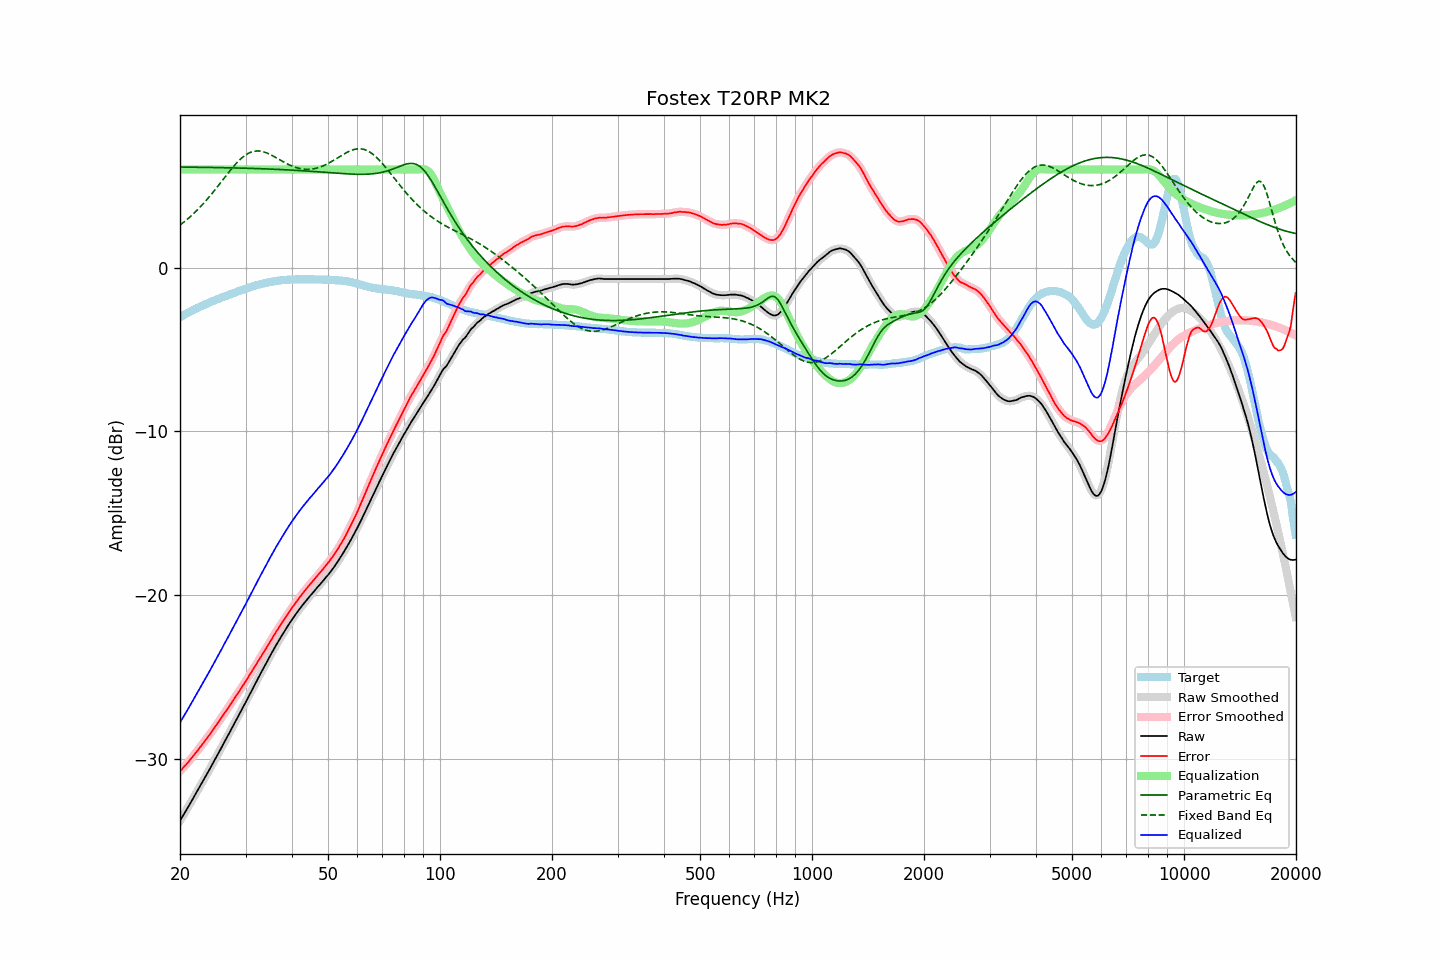 Fostex T20RP MK2
Amplitude (dBr)
0
−10
−20
−30
20
50
100
200
500
1000
2000
5000
10000
20000
Frequency (Hz)
Target
Raw Smoothed
Error Smoothed
Raw
Error
Equalization
Parametric Eq
Fixed Band Eq
Equalized